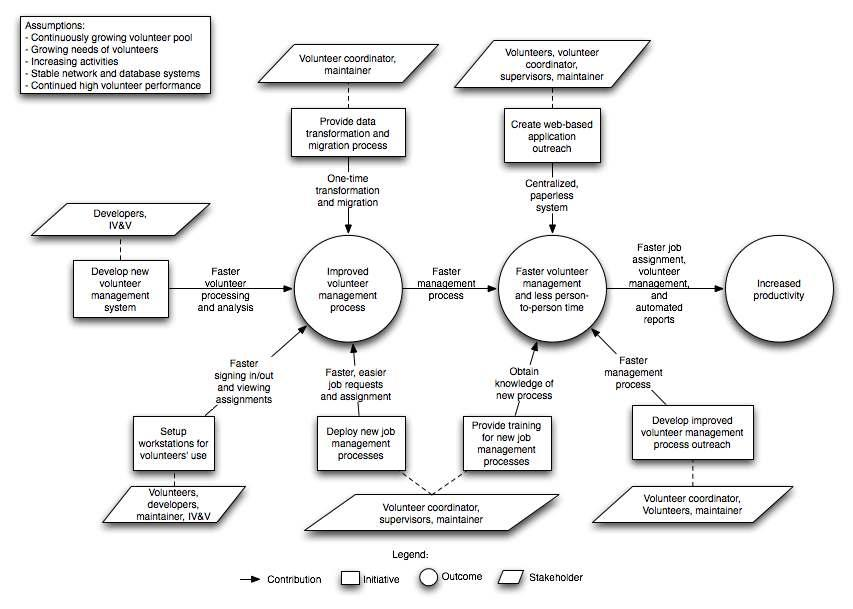 Assumptions:
- Continuously growing volunteer pool
- Growing needs of volunteers
- Increasing activities
- Stable network and database systems
- Continued high volunteer performance
Volunteer coordinator,
maintainer
Volunteers, volunteer
coordinator,
supervisors, maintainer
Provide data
transformation and
migration process
Create web-based
application
outreach
One-time
transformation
and migration
Centralized,
paperless
system
Developers,
IV&V
Develop new
volunteer
management
system
Faster
volunteer
processing
and analysis
Improved
volunteer
management
process
Faster
management
process
Faster volunteer
management
and less person-
to-person time
Faster job
assignment,
volunteer
management,
and
automated
reports
Increased
productivity
Faster
signing in/out
and viewing
assignments
Faster, easier
job requests
and assignment
Obtain
knowledge of
new process
Faster
management
process
Setup
workstations for
volunteers' use
Deploy new job
management
processes
Provide training
for new job
management
processes
Develop improved
volunteer management
process outreach
Volunteers,
developers,
maintainer, IV&V
Volunteer coordinator,
supervisors, maintainer
Volunteer coordinator,
Volunteers, maintainer
Legend:
Contribution
Initiative
Outcome
Stakeholder